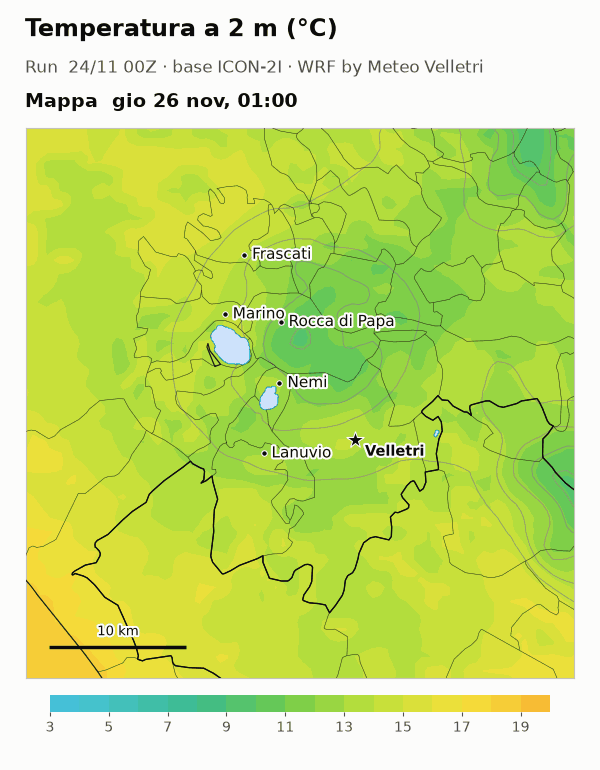 Temperatura a 2 m (°C)
Run  24/11 00Z · base ICON-2I · WRF by Meteo Velletri
Mappa  gio 26 nov, 01:00
Frascati
Marino
Rocca di Papa
Nemi
Velletri
Lanuvio
10 km
3 5 7 9 11 13 15 17 19